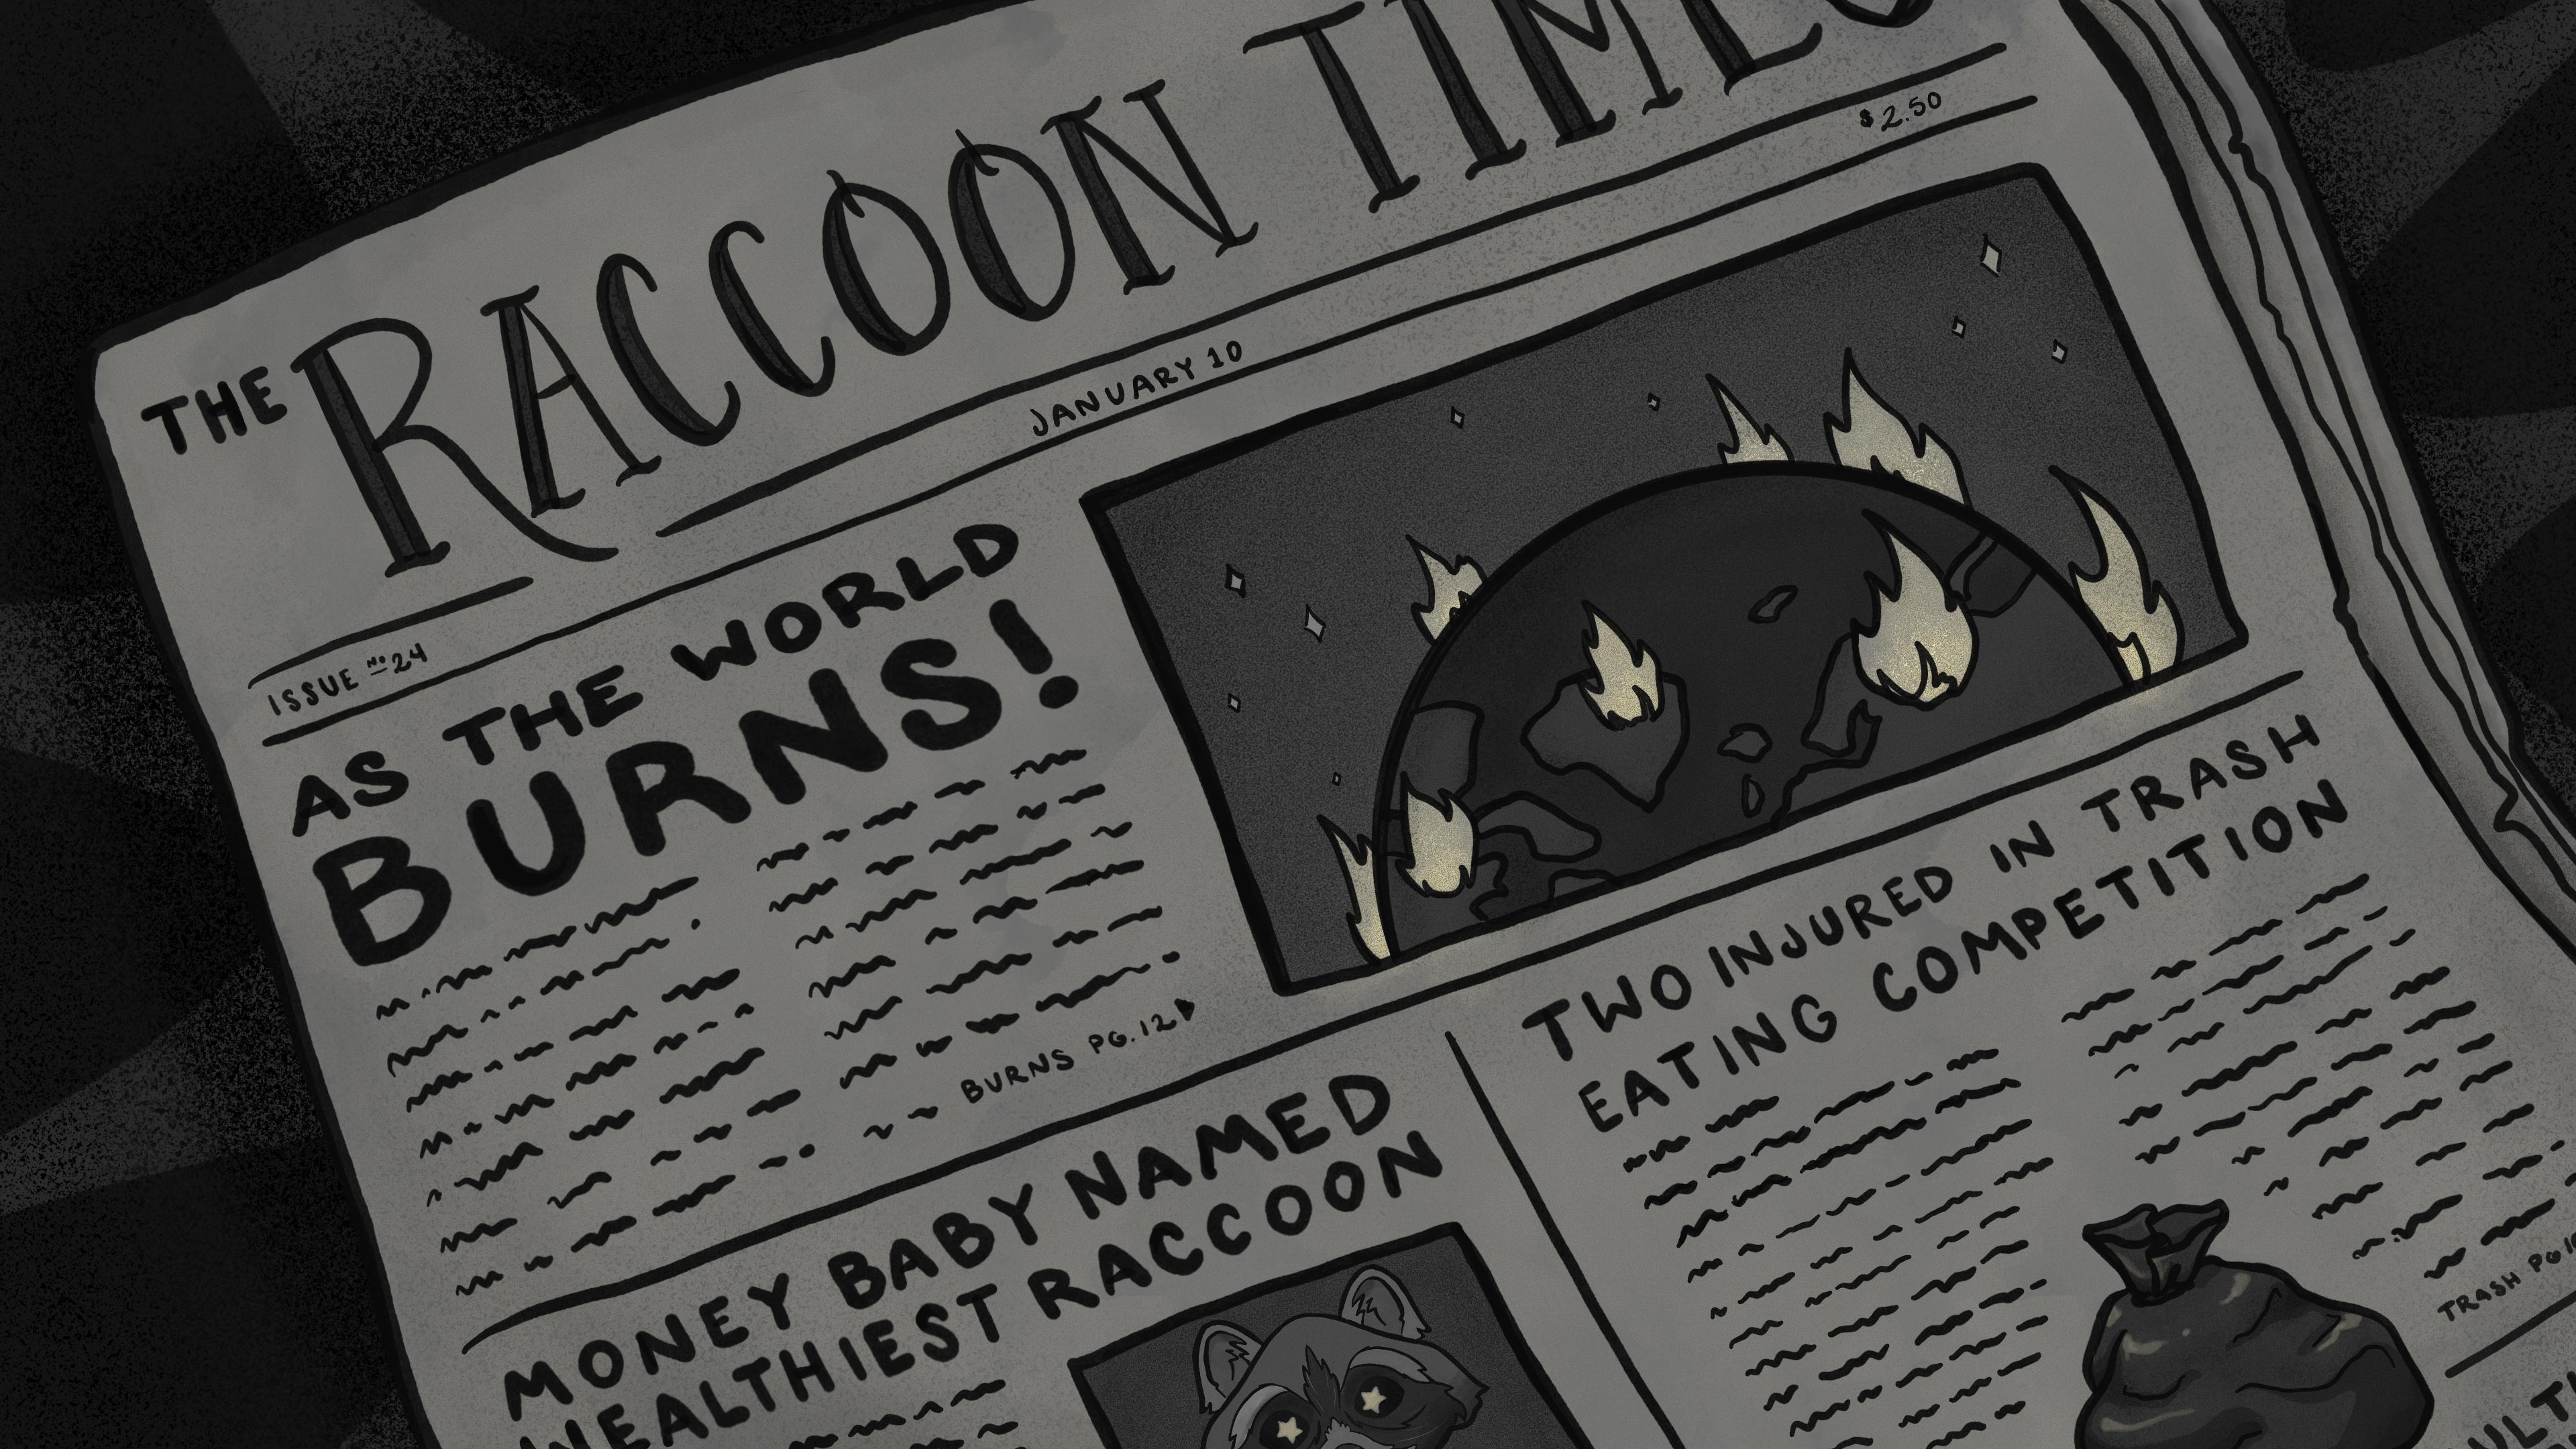 THE RACCOON TIMES
ISSUE Nº 24
JANUARY 10
$2.50
AS THE WORLD
BURNS!
BURNS PG. 12
TWO INJURED IN TRASH
EATING COMPETITION
MONEY BABY NAMED
WEALTHIEST RACCOON